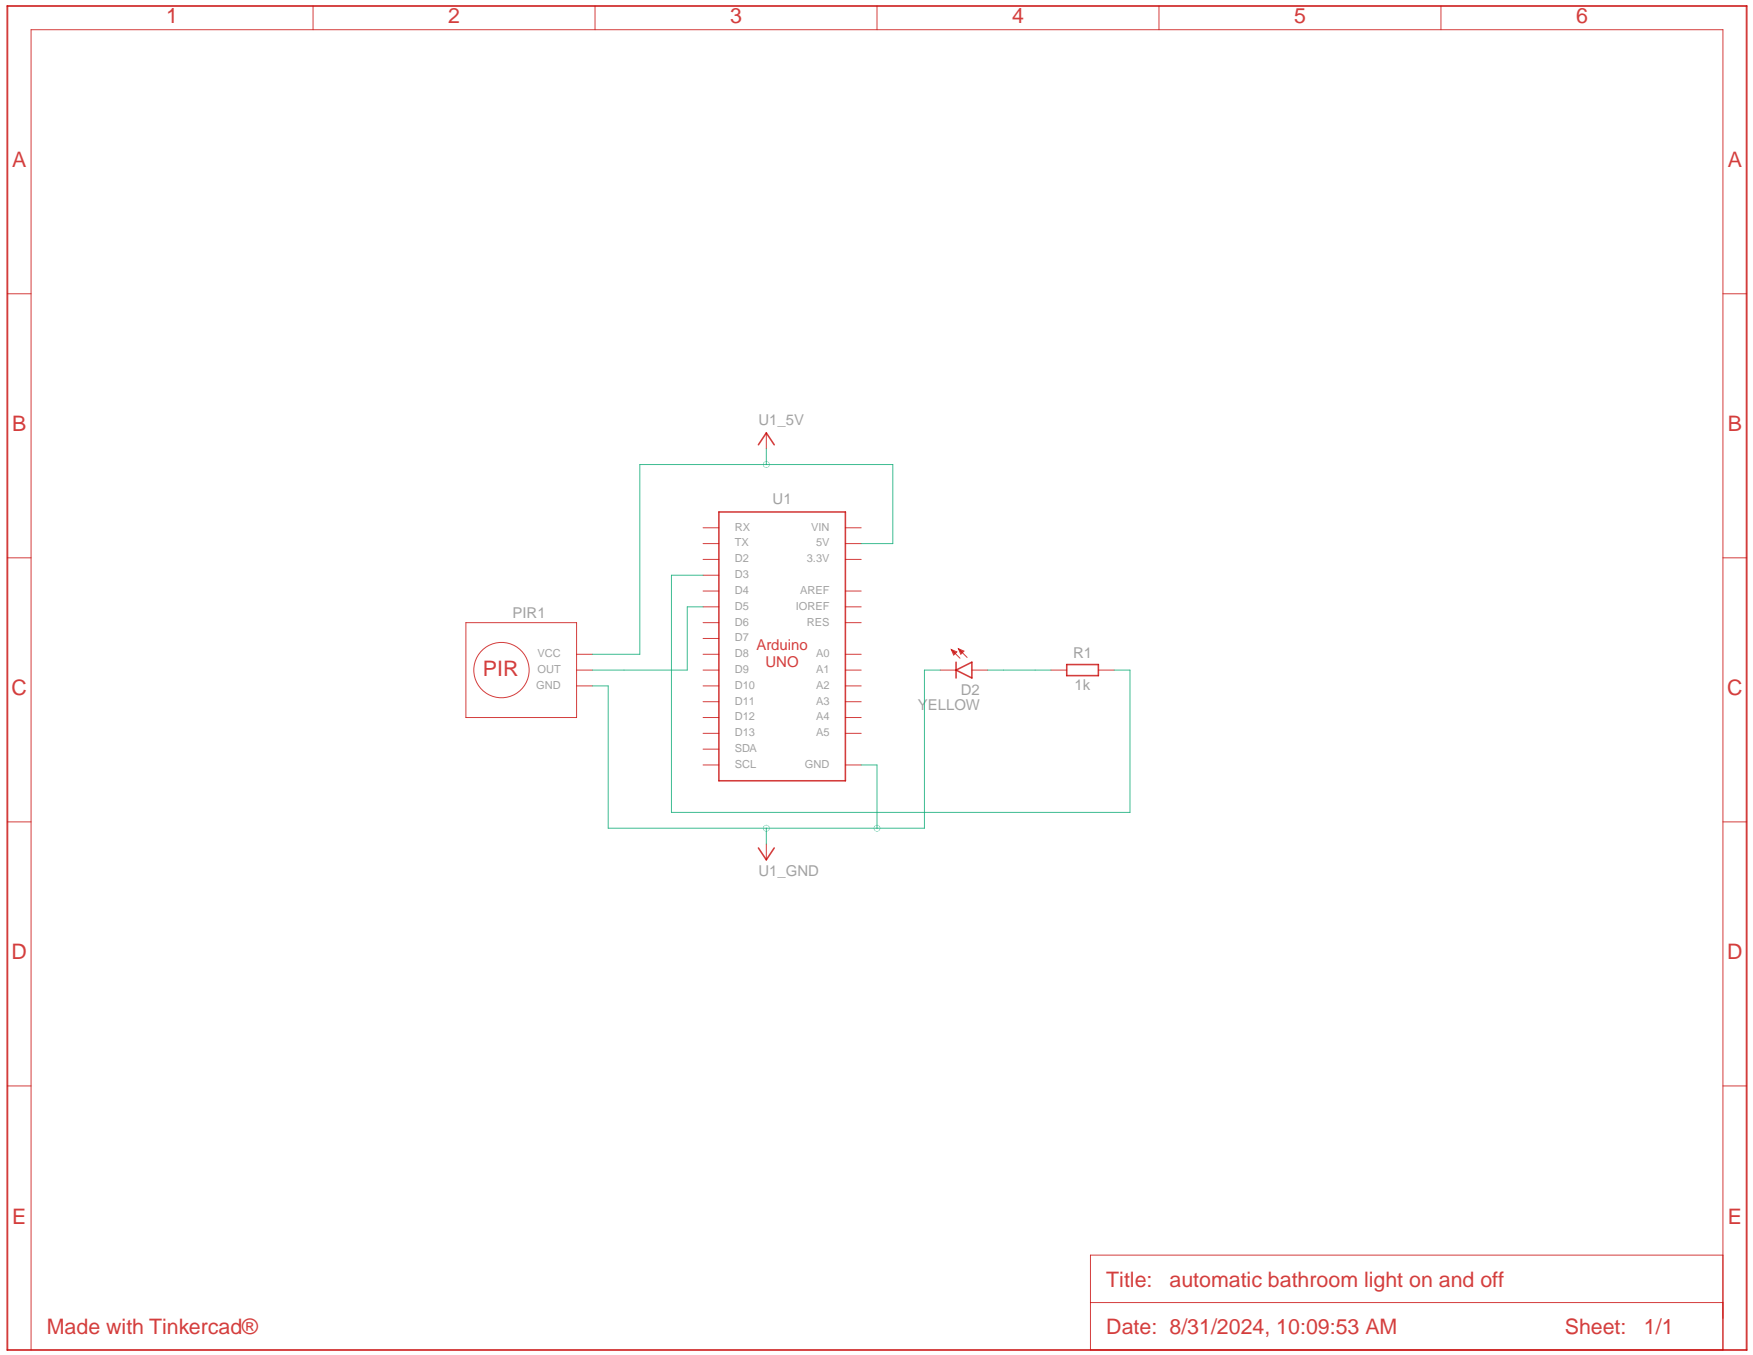 1 2 3 4 5 6
A A
B B
U1_5V
U1
RX VIN
TX 5V
D2 3.3V
D3
D4 AREF
D5 IOREF
D6 RES
D7
D8 A0
D9 A1
D10 A2
D11 A3
D12 A4
D13 A5
SDA
SCL GND
Arduino
UNO
PIR1
PIR
VCC
OUT
GND
D2
YELLOW
R1
1k
C C
U1_GND
D D
E E
Title: automatic bathroom light on and off
Made with Tinkercad®
Date: 8/31/2024, 10:09:53 AM Sheet: 1/1